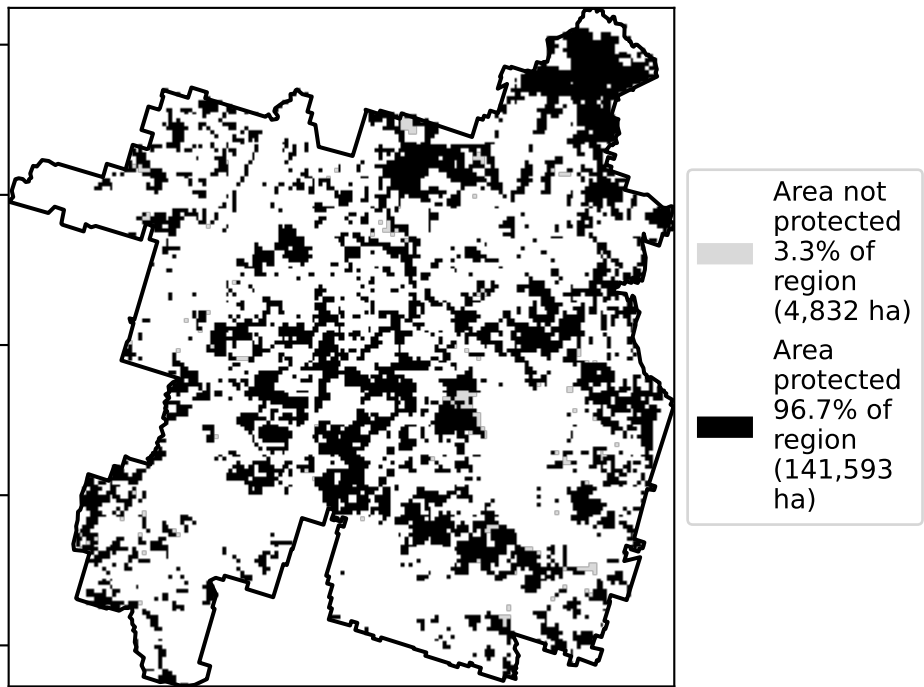 Area not
protected
3.3% of
region
(4,832 ha)
Area
protected
96.7% of
region
(141,593
ha)